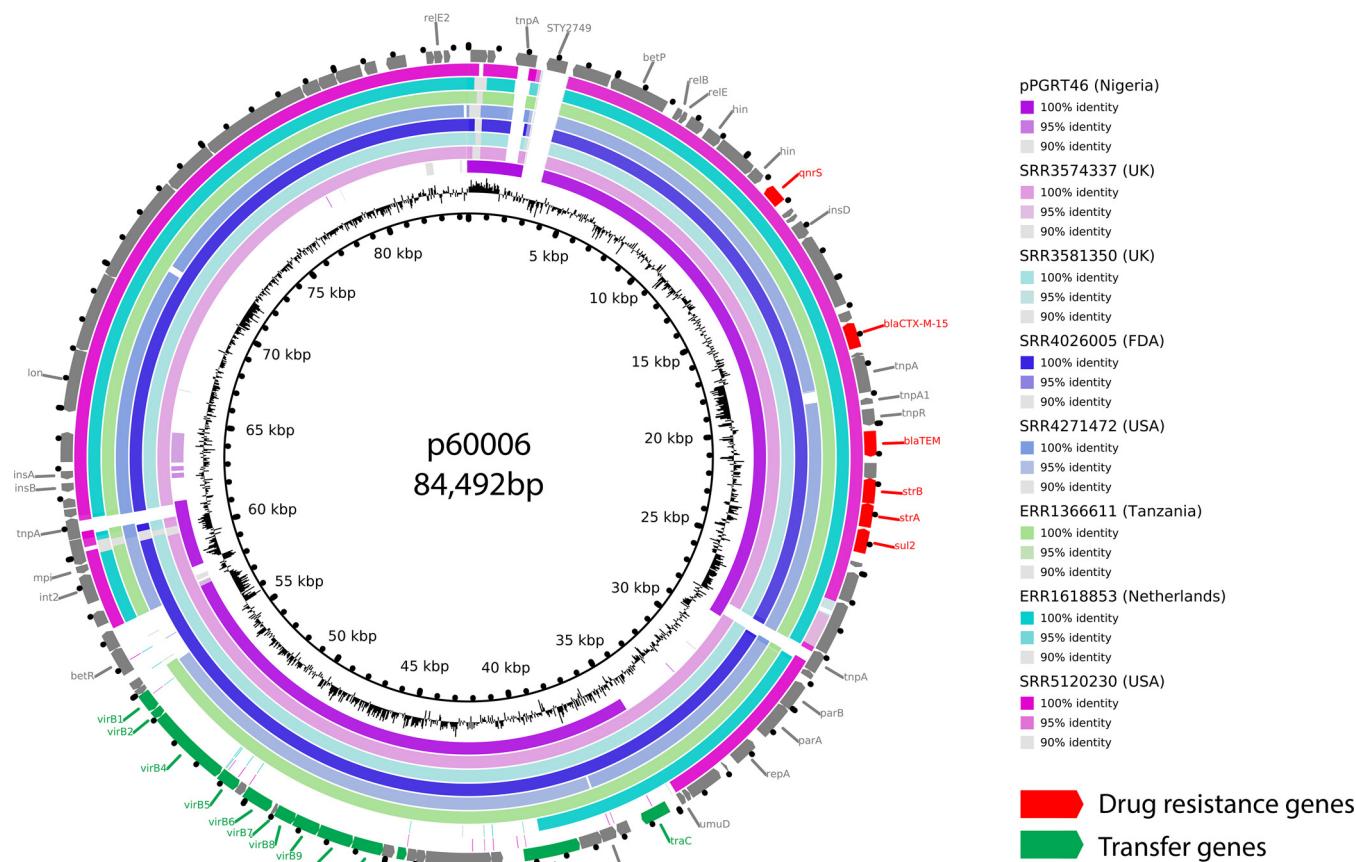 relE2
tnpA
STY2749
betP
relB
relE
hin
hin
qnrS
insD
blaCTX-M-15
tnpA
tnpA1
tnpR
blaTEM
strB
strA
sul2
tnpA
parB
parA
repA
umuD
traC
virB9
virB8
virB7
virB6
virB5
virB4
virB2
virB1
betR
int2
mpi
tnpA
insB
insA
lon
5 kbp
10 kbp
15 kbp
20 kbp
25 kbp
30 kbp
35 kbp
40 kbp
45 kbp
50 kbp
55 kbp
60 kbp
65 kbp
70 kbp
75 kbp
80 kbp
p60006
84,492bp
pPGRT46 (Nigeria)
100% identity
95% identity
90% identity
SRR3574337 (UK)
100% identity
95% identity
90% identity
SRR3581350 (UK)
100% identity
95% identity
90% identity
SRR4026005 (FDA)
100% identity
95% identity
90% identity
SRR4271472 (USA)
100% identity
95% identity
90% identity
ERR1366611 (Tanzania)
100% identity
95% identity
90% identity
ERR1618853 (Netherlands)
100% identity
95% identity
90% identity
SRR5120230 (USA)
100% identity
95% identity
90% identity
Drug resistance genes
Transfer genes